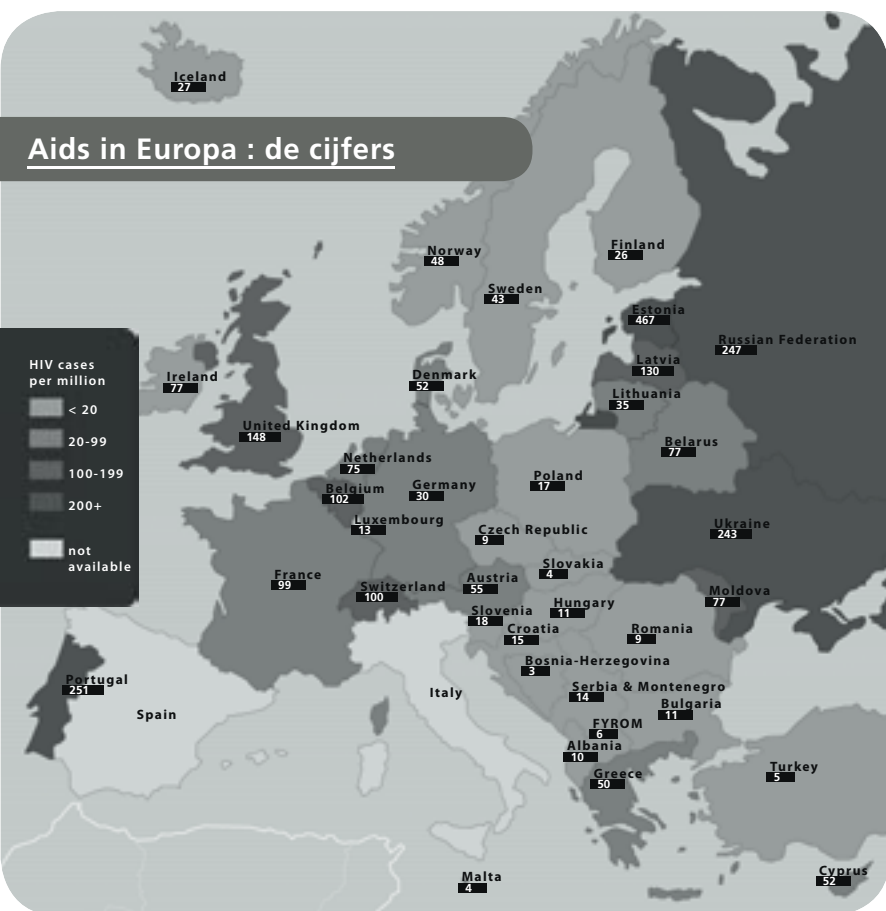 Iceland
27
Aids in Europa : de cijfers
Norway
48
Finland
26
Sweden
43
Estonia
467
Russian Federation
247
HIV cases
per million
< 20
20-99
100-199
200+
not
available
Ireland
77
Denmark
52
Latvia
130
Lithuania
35
United Kingdom
148
Belarus
77
Netherlands
75
Belgium
102
Germany
30
Poland
17
Luxembourg
13
Czech Republic
9
Ukraine
243
Slovakia
4
France
99
Switzerland
100
Austria
55
Moldova
77
Slovenia
18
Hungary
11
Croatia
15
Romania
9
Bosnia-Herzegovina
3
Portugal
251
Spain
Italy
Serbia & Montenegro
14
Bulgaria
11
FYROM
6
Albania
10
Greece
50
Turkey
5
Malta
4
Cyprus
52